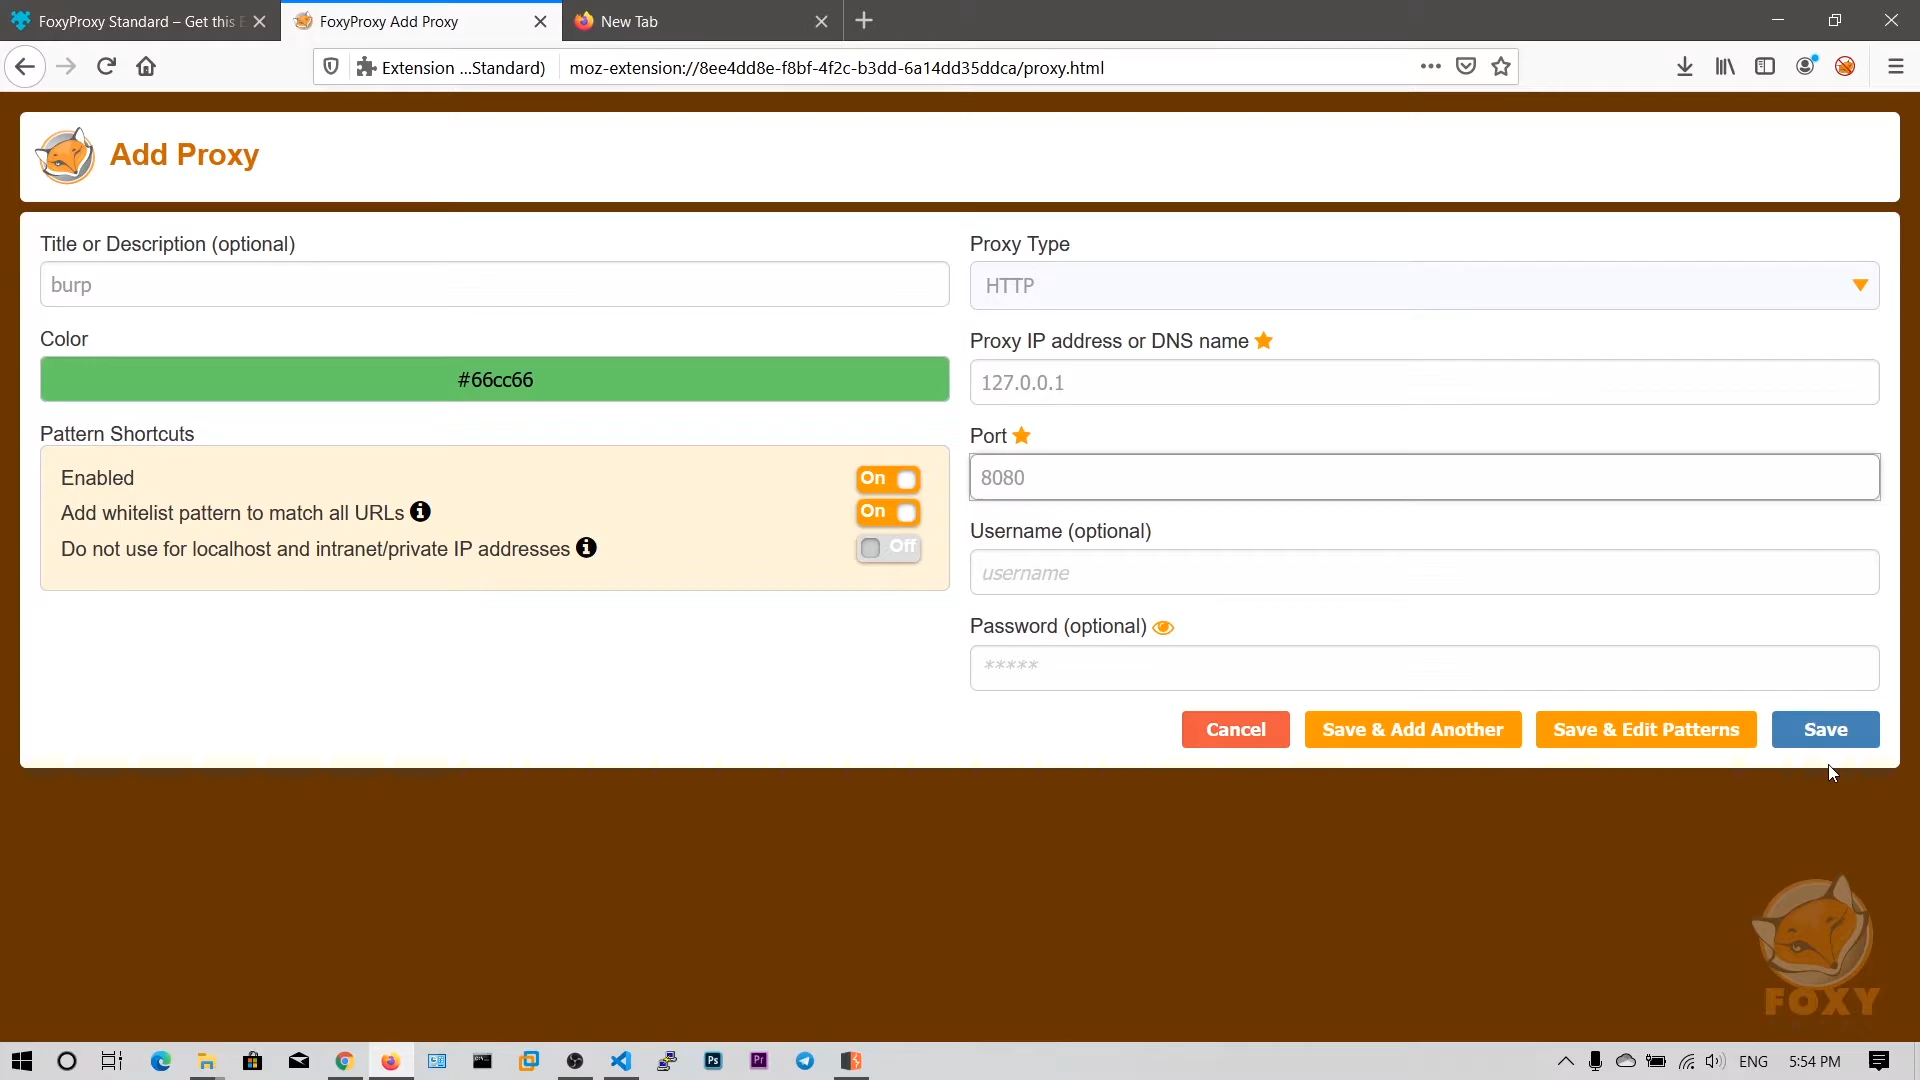 FoxyProxy Standard – Get this E
FoxyProxy Add Proxy
New Tab
Extension ...Standard)
moz-extension://8ee4dd8e-f8bf-4f2c-b3dd-6a14dd35ddca/proxy.html
Add Proxy
Title or Description (optional)
burp
Color
#66cc66
Pattern Shortcuts
Enabled
On
Add whitelist pattern to match all URLs
On
Do not use for localhost and intranet/private IP addresses
Off
Proxy Type
HTTP
Proxy IP address or DNS name
127.0.0.1
Port
8080
Username (optional)
username
Password (optional)
*****
Cancel
Save & Add Another
Save & Edit Patterns
Save
FOXY
Ps
Pr
ENG
5:54 PM